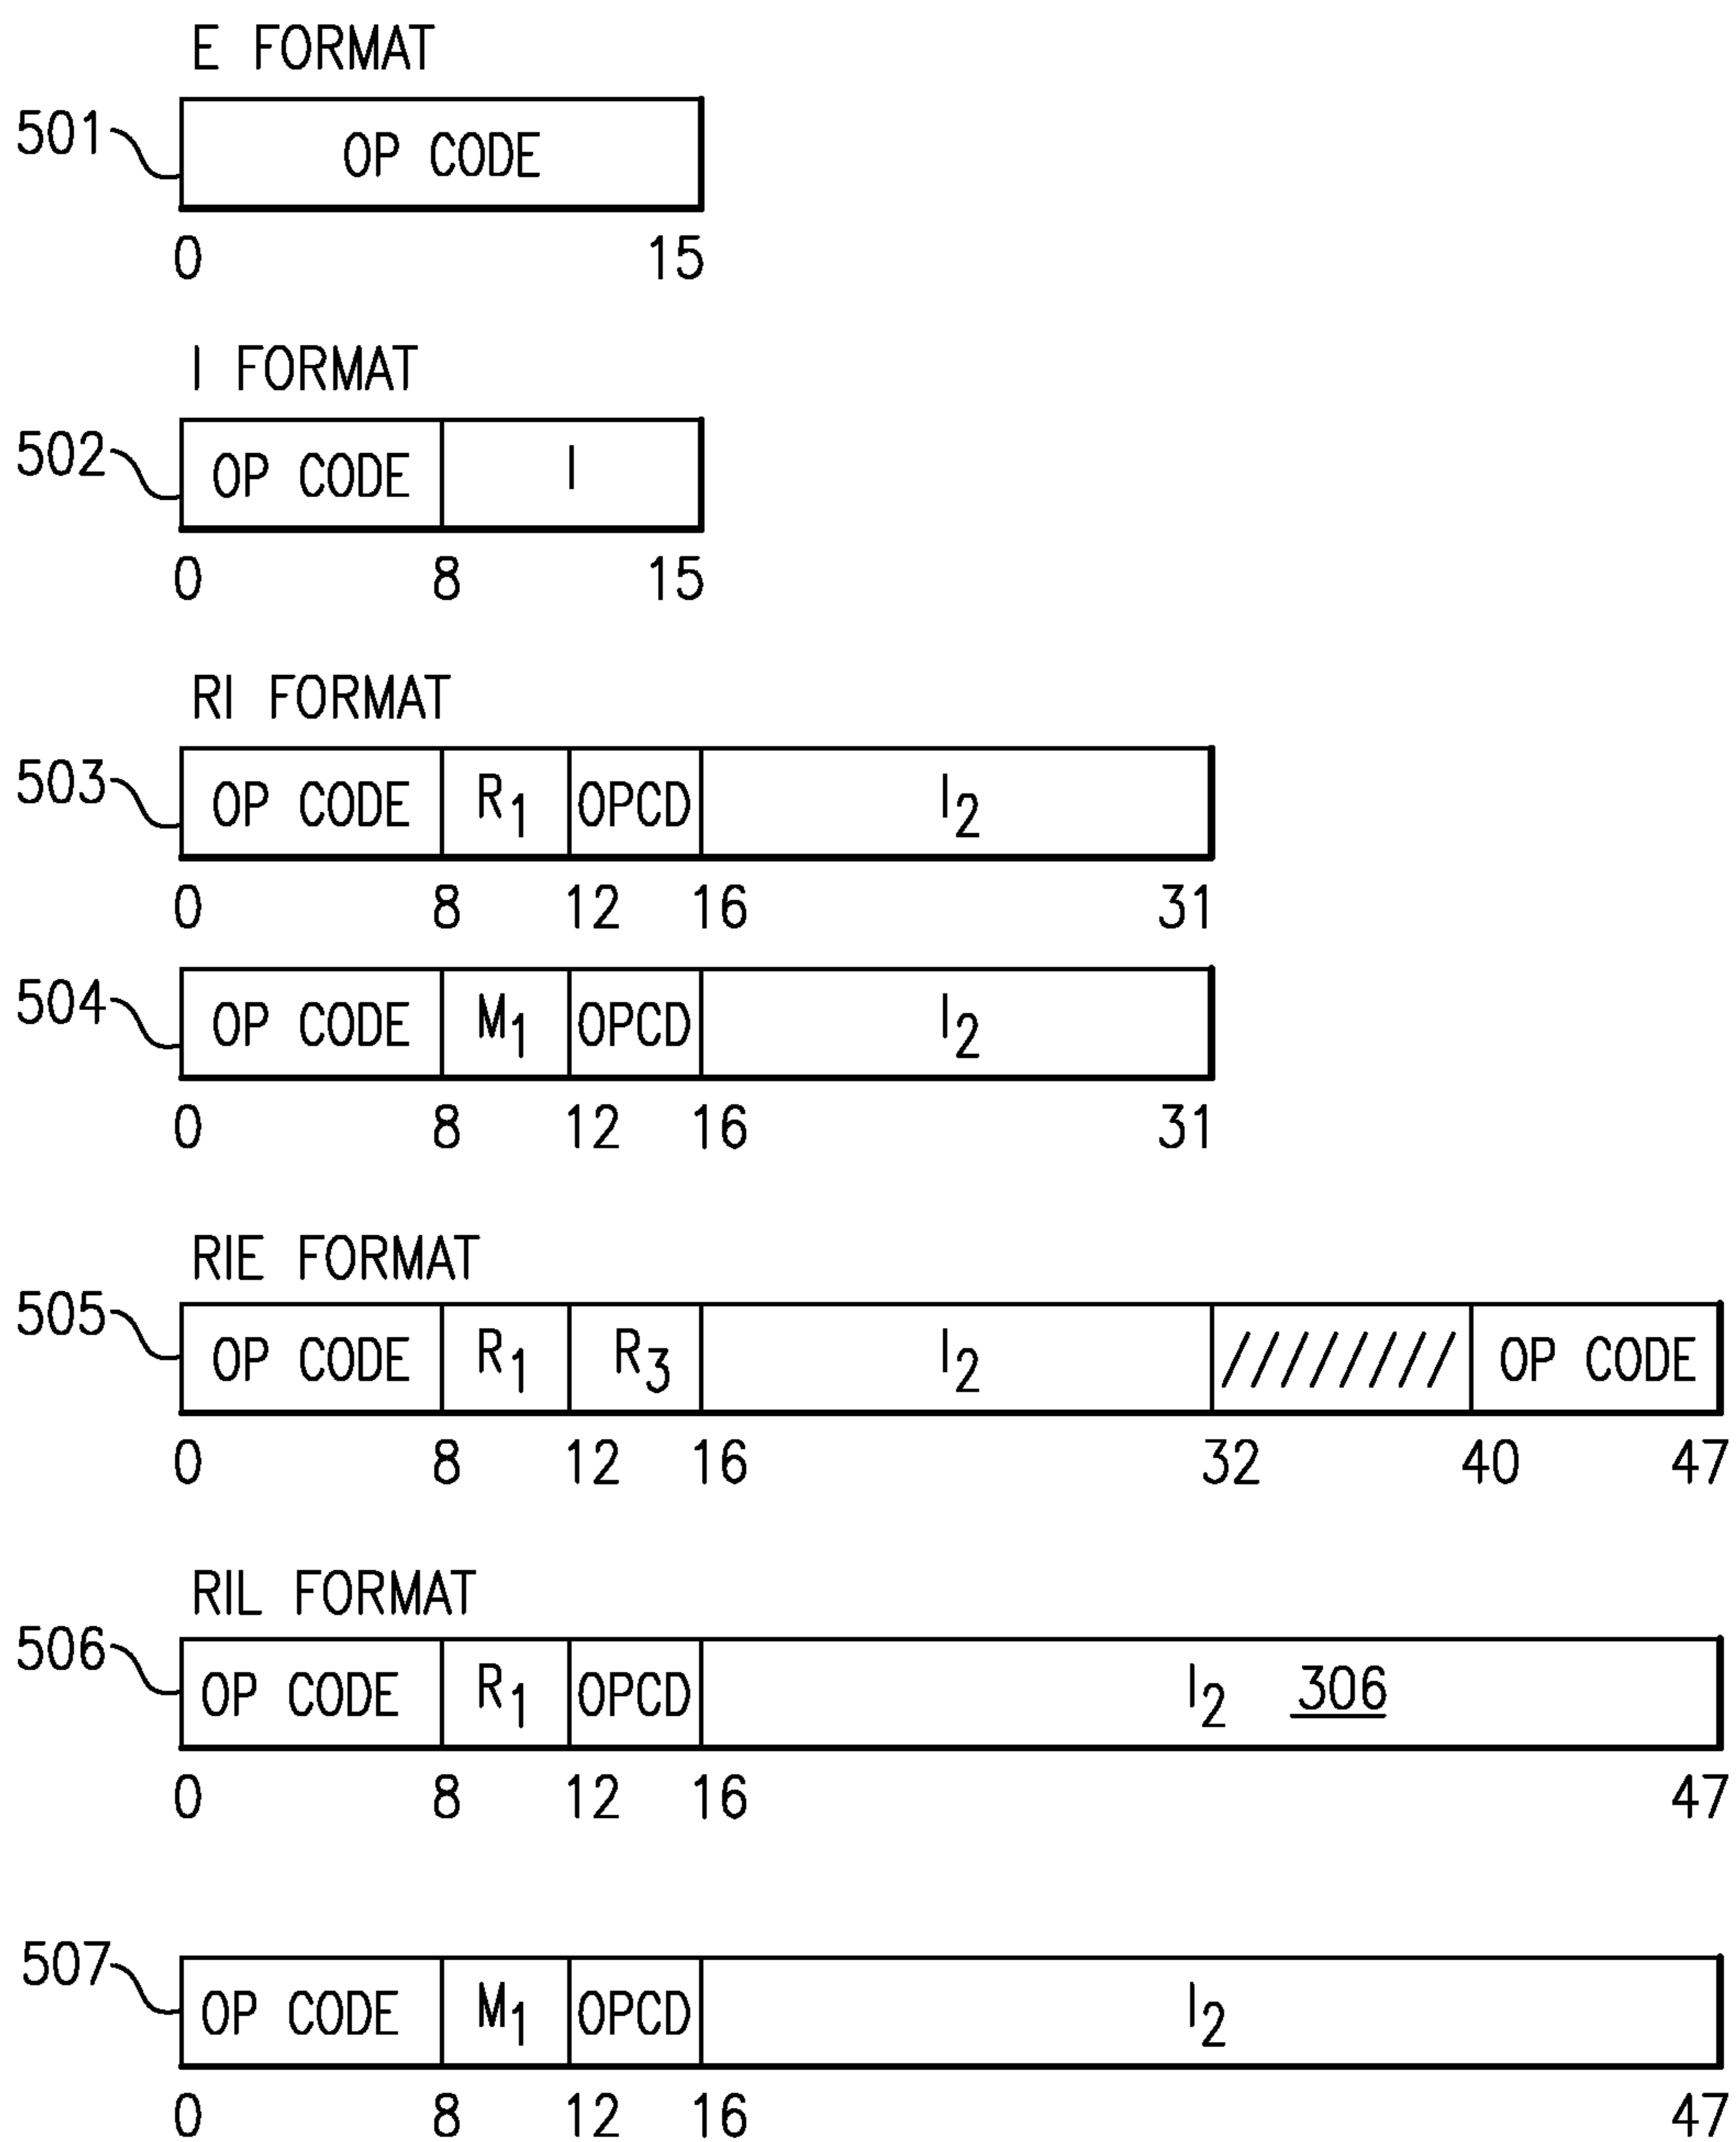 E FORMAT
501
OP CODE
0 15
I FORMAT
502
OP CODE I
0 8 15
RI FORMAT
503
OP CODE R1 OPCD I2
0 8 12 16 31
504
OP CODE M1 OPCD I2
0 8 12 16 31
RIE FORMAT
505
OP CODE R1 R3 I2 //////// OP CODE
0 8 12 16 32 40 47
RIL FORMAT
506
OP CODE R1 OPCD I2 306
0 8 12 16 47
507
OP CODE M1 OPCD I2
0 8 12 16 47